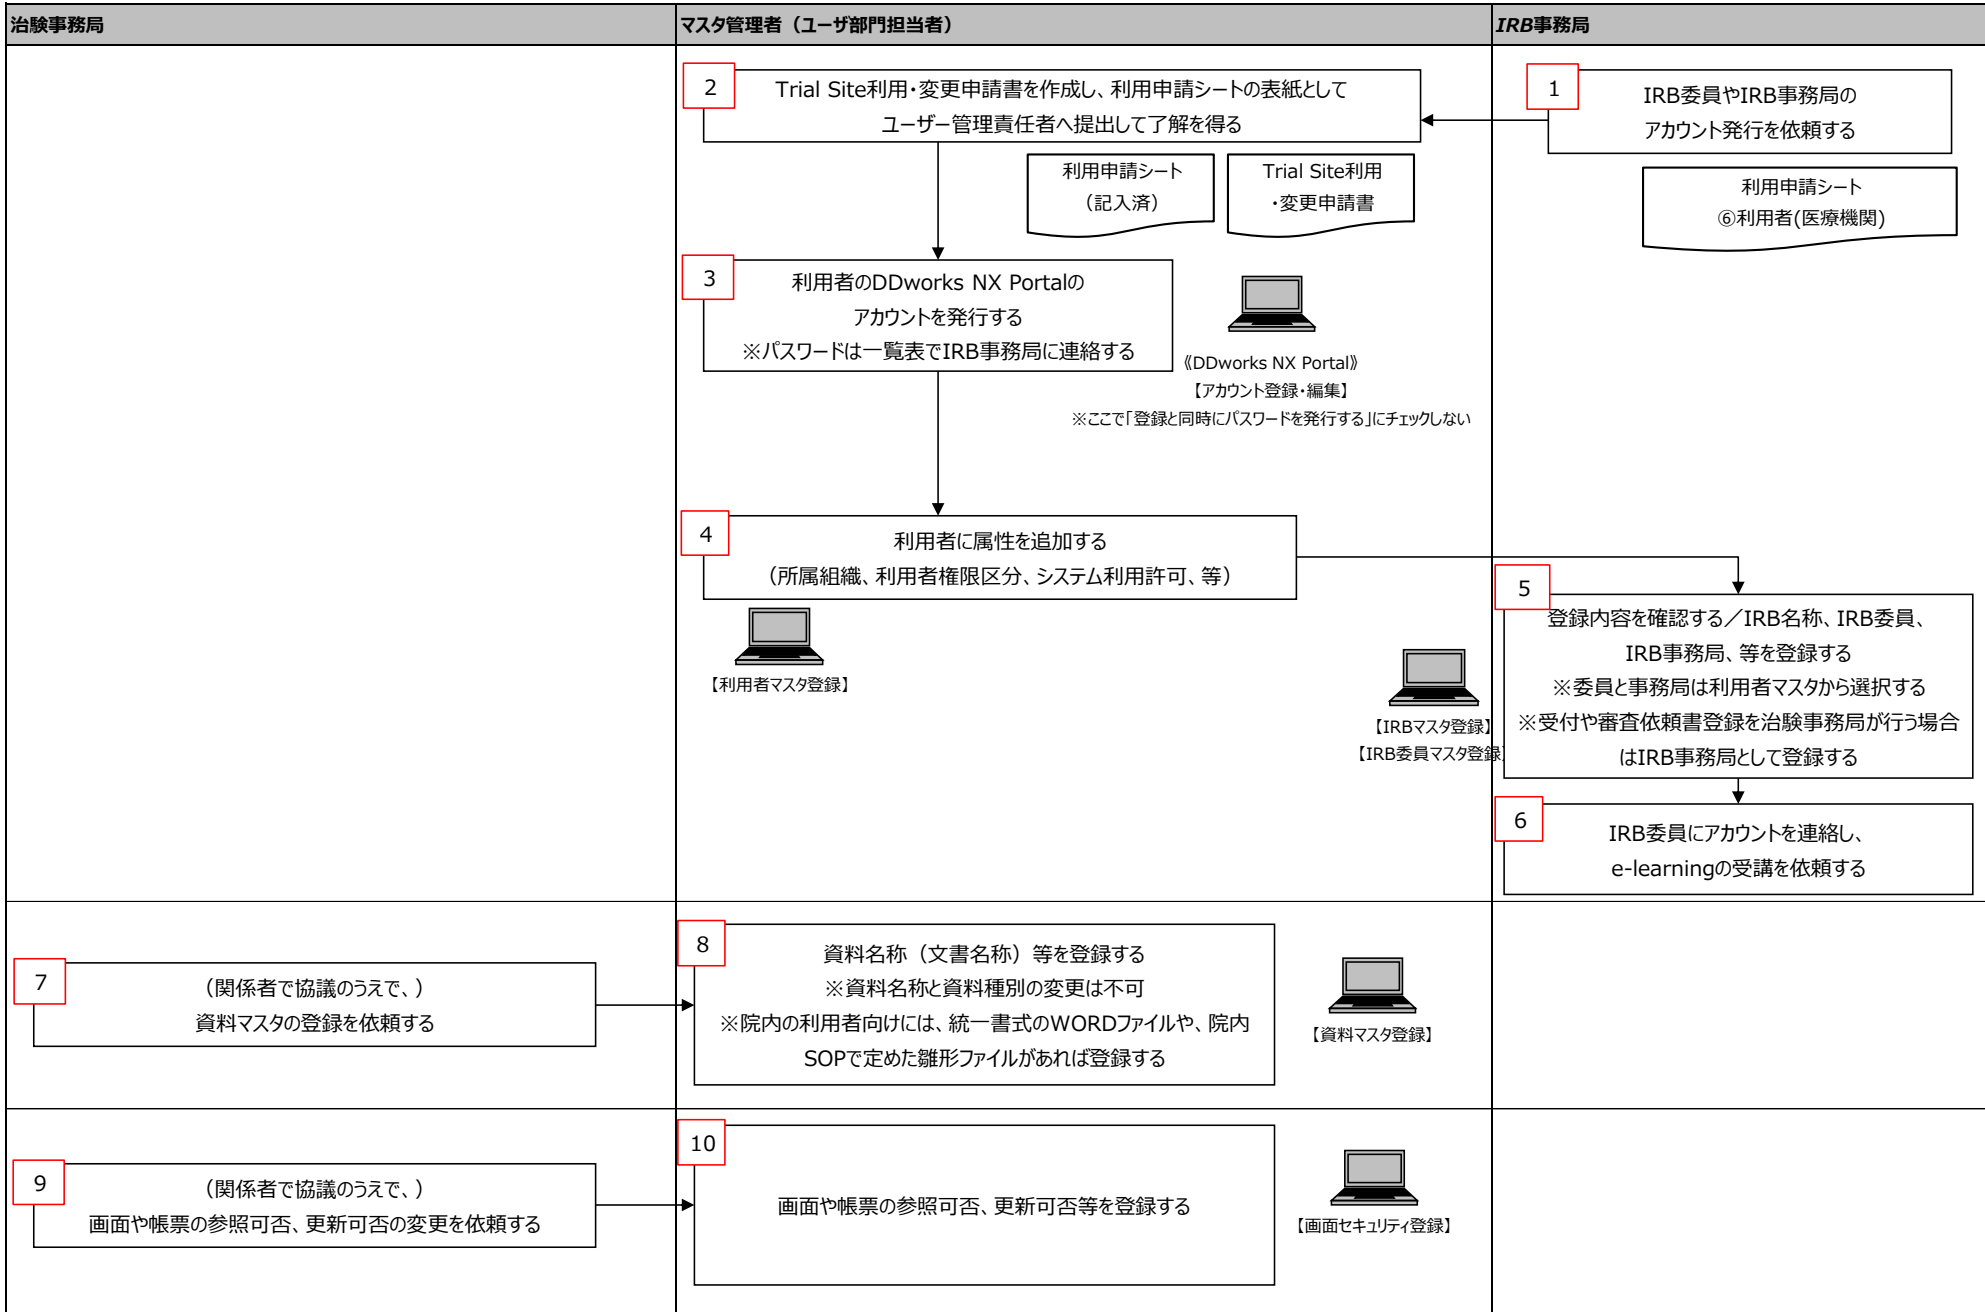 治験事務局
マスタ管理者（ユーザ部門担当者）
IRB事務局
1
IRB委員やIRB事務局の
アカウント発行を依頼する
利用申請シート
⑥利用者(医療機関)
2
Trial Site利用・変更申請書を作成し、利用申請シートの表紙として
ユーザー管理責任者へ提出して了解を得る
利用申請シート
（記入済）
Trial Site利用
・変更申請書
3
利用者のDDworks NX Portalの
アカウントを発行する
※パスワードは一覧表でIRB事務局に連絡する
《DDworks NX Portal》
【アカウント登録・編集】
※ここで「登録と同時にパスワードを発行する」にチェックしない
4
利用者に属性を追加する
（所属組織、利用者権限区分、システム利用許可、等）
【利用者マスタ登録】
5
登録内容を確認する／IRB名称、IRB委員、
IRB事務局、等を登録する
※委員と事務局は利用者マスタから選択する
※受付や審査依頼書登録を治験事務局が行う場合
はIRB事務局として登録する
【IRBマスタ登録】
【IRB委員マスタ登録】
6
IRB委員にアカウントを連絡し、
e-learningの受講を依頼する
7
（関係者で協議のうえで、）
資料マスタの登録を依頼する
8
資料名称（文書名称）等を登録する
※資料名称と資料種別の変更は不可
※院内の利用者向けには、統一書式のWORDファイルや、院内
SOPで定めた雛形ファイルがあれば登録する
【資料マスタ登録】
9
（関係者で協議のうえで、）
画面や帳票の参照可否、更新可否の変更を依頼する
10
画面や帳票の参照可否、更新可否等を登録する
【画面セキュリティ登録】